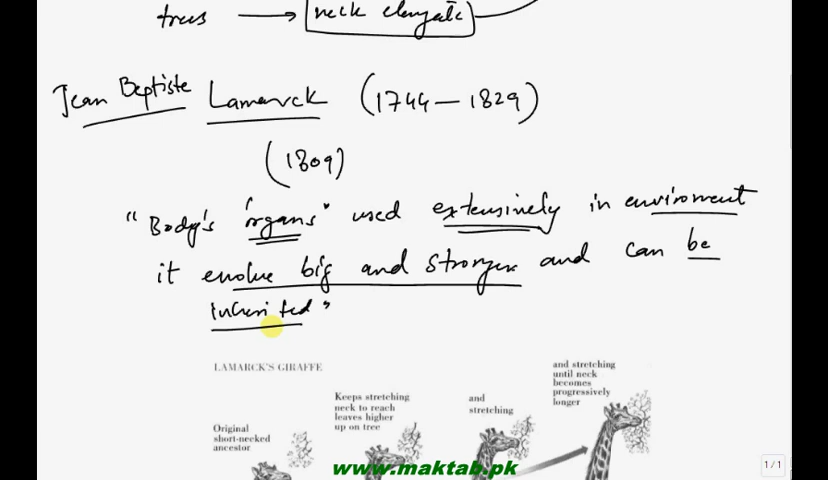 trees → neck elongate
Jean Beptiste Lamarck (1744 – 1829)
(1809)
"Body's 'organs" used extensively in enviroment
it evolve big and stronger and can be
inherited"
LAMARCK'S GIRAFFE
Original
short-necked
ancestor
Keeps stretching
neck to reach
leaves higher
up on tree
and
stretching
and stretching
until neck
becomes
progressively
longer
www.maktab.pk
1/1